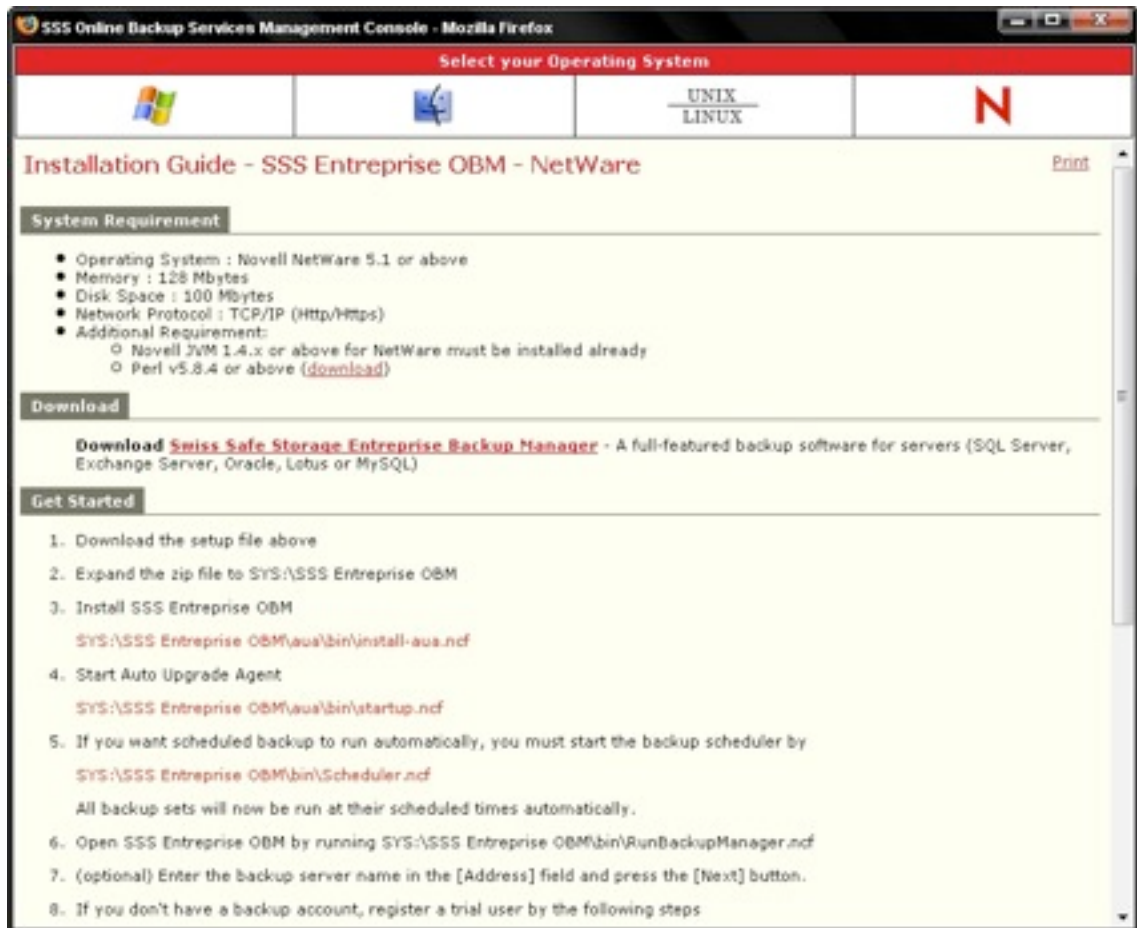 SSS Online Backup Services Management Console - Mozilla Firefox
Select your Operating System
UNIX
LINUX
N
Installation Guide - SSS Entreprise OBM - NetWare
Print
System Requirement
Operating System : Novell NetWare 5.1 or above
Memory : 128 Mbytes
Disk Space : 100 Mbytes
Network Protocol : TCP/IP (Http/Https)
Additional Requirement:
Novell JVM 1.4.x or above for NetWare must be installed already
Perl v5.8.4 or above (download)
Download
Download Swiss Safe Storage Entreprise Backup Manager - A full-featured backup software for servers (SQL Server,
Exchange Server, Oracle, Lotus or MySQL)
Get Started
1. Download the setup file above
2. Expand the zip file to SYS:\SSS Entreprise OBM
3. Install SSS Entreprise OBM
SYS:\SSS Entreprise OBM\aua\bin\install-aua.ncf
4. Start Auto Upgrade Agent
SYS:\SSS Entreprise OBM\aua\bin\startup.ncf
5. If you want scheduled backup to run automatically, you must start the backup scheduler by
SYS:\SSS Entreprise OBM\bin\Scheduler.ncf
All backup sets will now be run at their scheduled times automatically.
6. Open SSS Entreprise OBM by running SYS:\SSS Entreprise OBM\bin\RunBackupManager.ncf
7. (optional) Enter the backup server name in the [Address] field and press the [Next] button.
8. If you don't have a backup account, register a trial user by the following steps